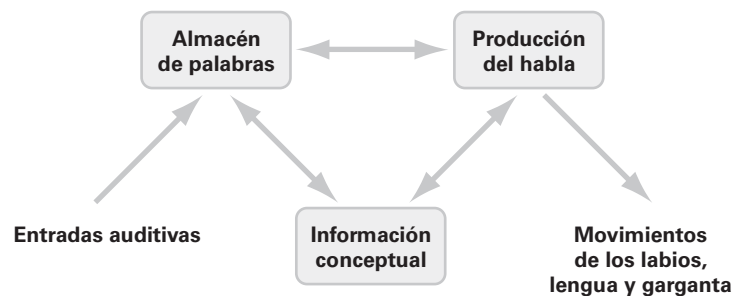 Almacén
de palabras
Producción
del habla
Entradas auditivas
Información
conceptual
Movimientos
de los labios,
lengua y garganta